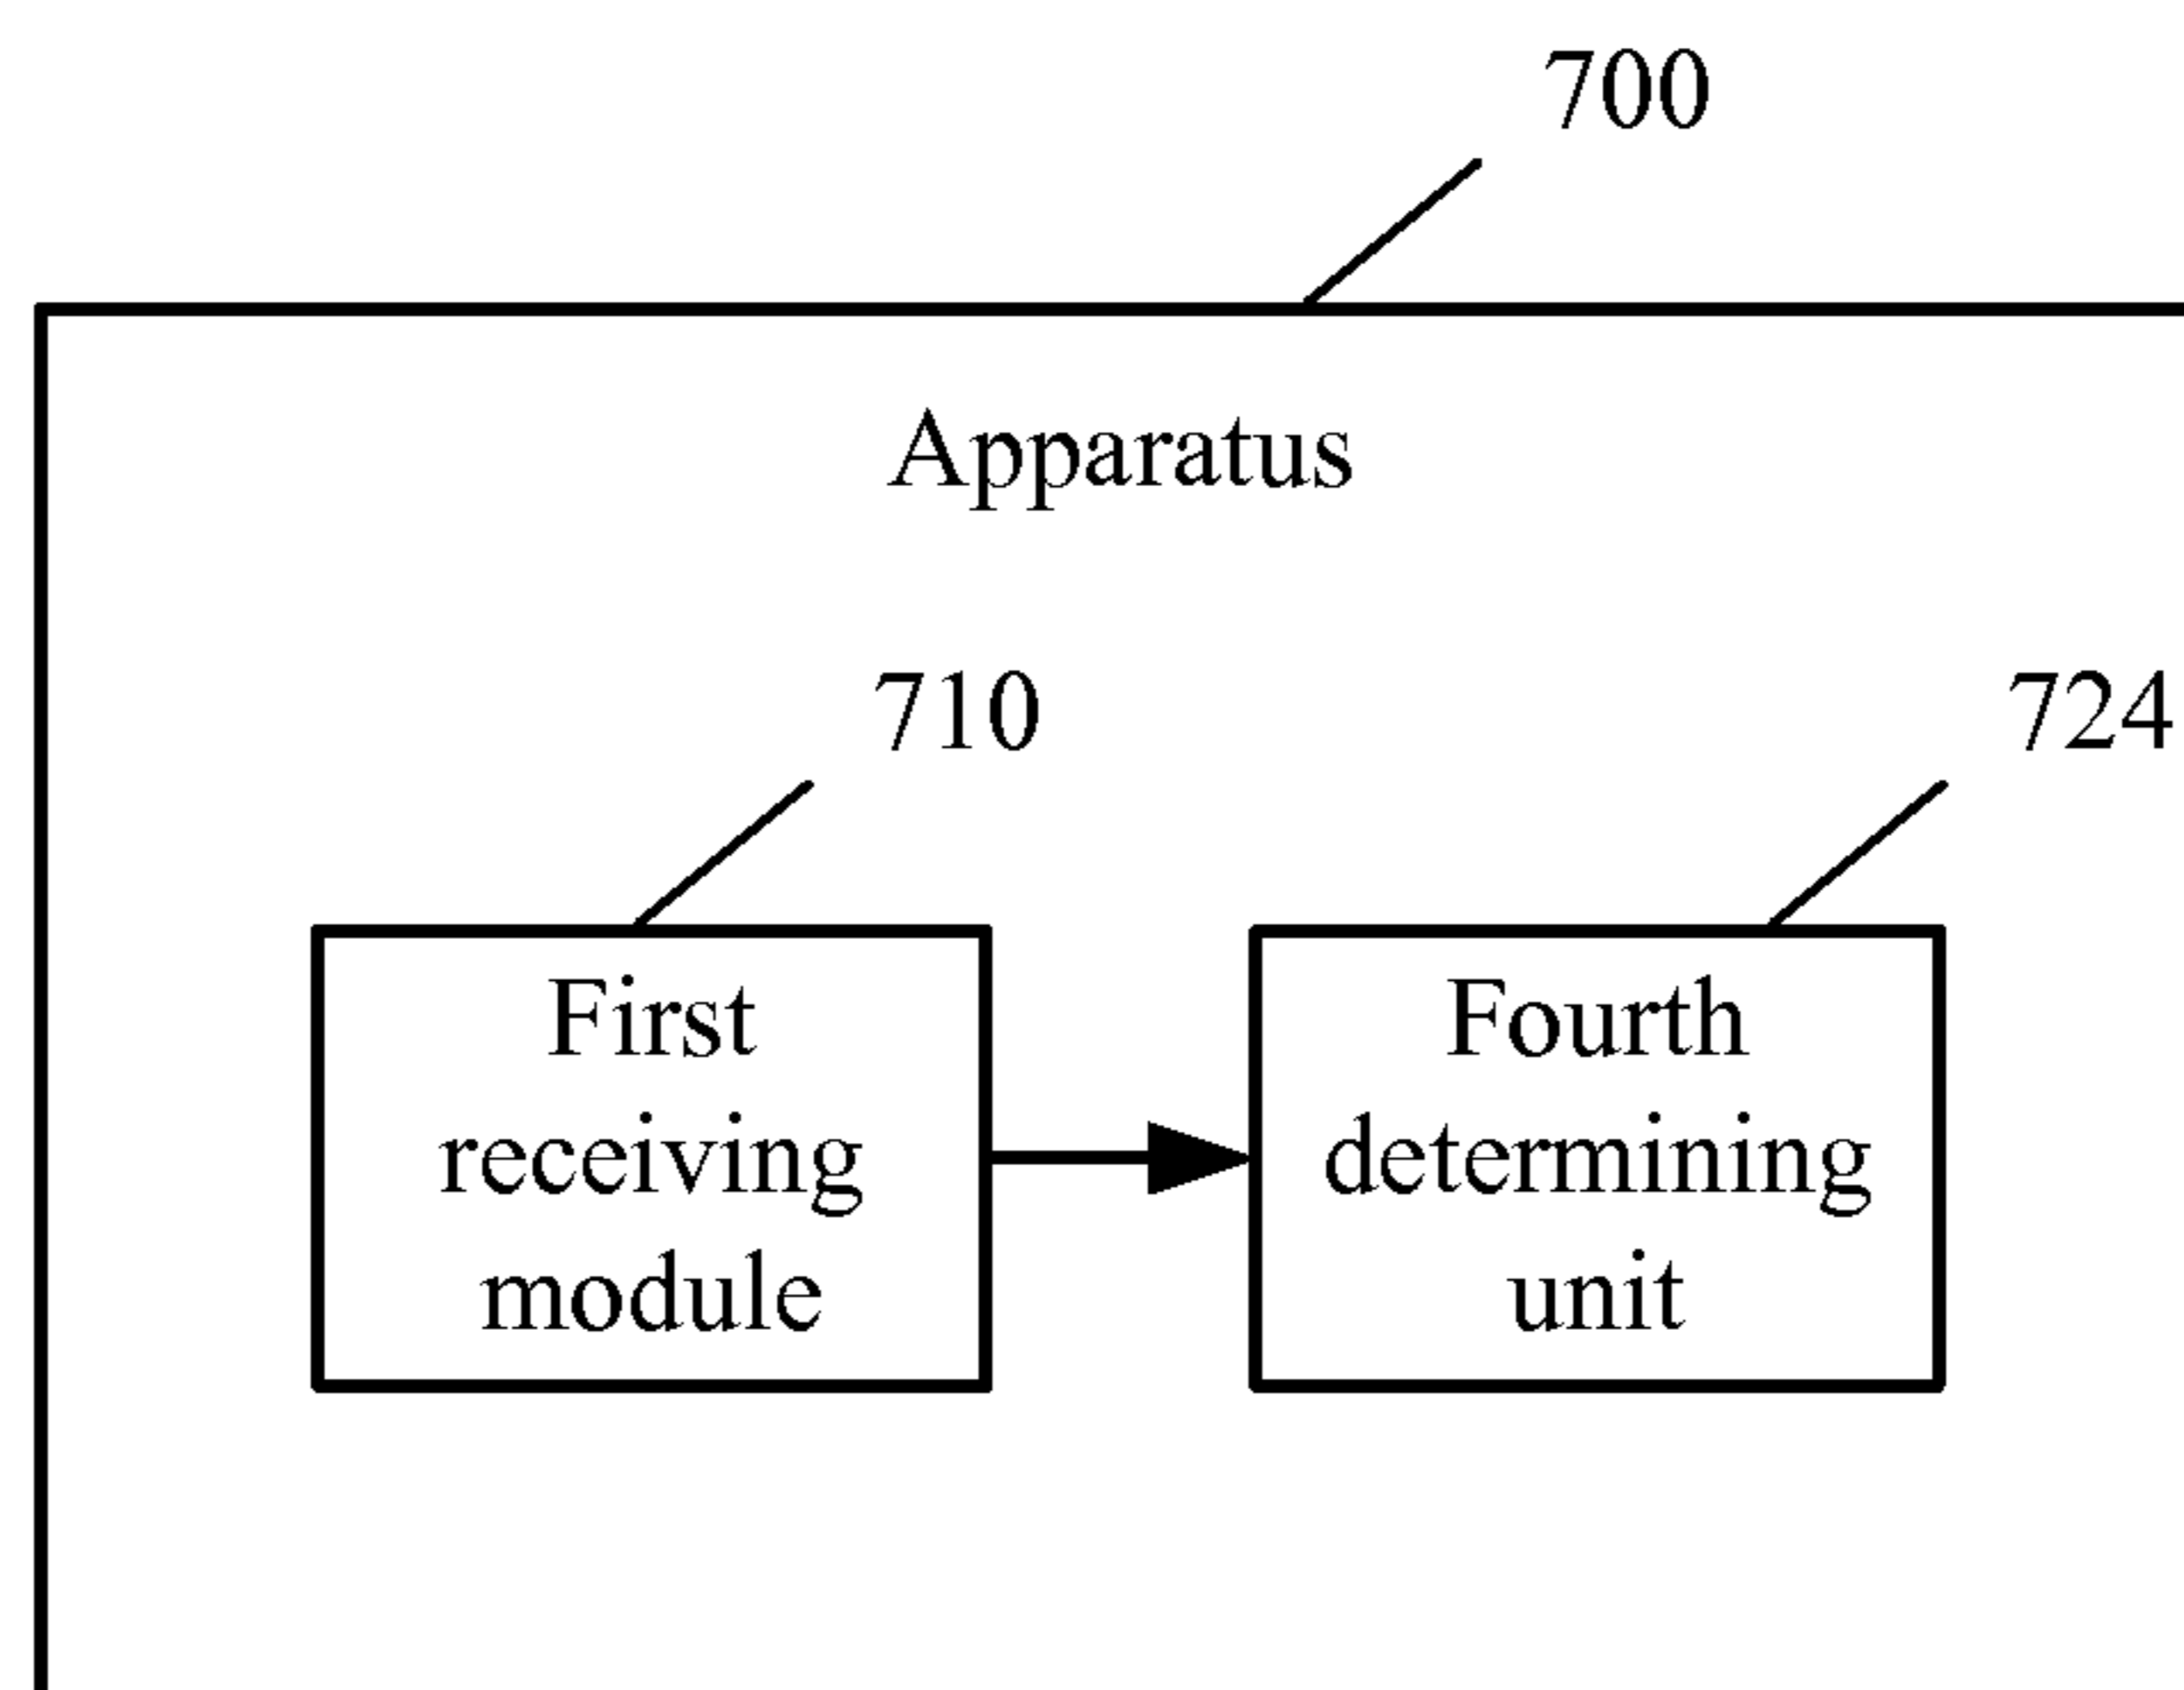 700
Apparatus
710
724
First
receiving
module
Fourth
determining
unit